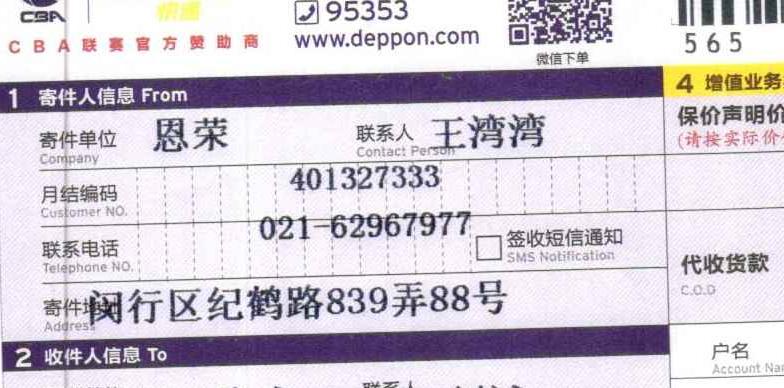 CBA
快递
95353
CBA联赛官方赞助商
www.deppon.com
微信下单
565
1 寄件人信息 From
4 增值业务
寄件单位 恩荣 联系人 王湾湾
Company Contact Person
保价声明价
(请按实际价
月结编码 401327333
Customer NO.
联系电话 021-62967977 签收短信通知
Telephone NO. SMS Notification
代收货款
C.O.D
寄件地址 闵行区纪鹤路839弄88号
Address
2 收件人信息 To
户名
Account Na
联系人